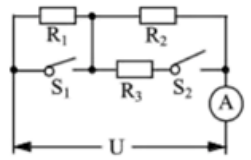 R₁ R₂
S₁ R₃ S₂ A
U